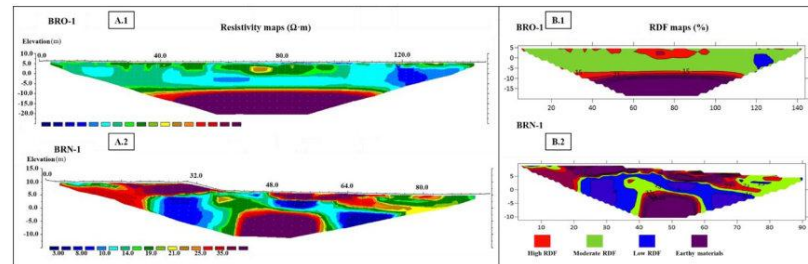 BRO-1
A.1
Resistivity maps (Ω·m)
Elevation (m)
0.0
40.0
80.0
120.0
10.0
5.0
0.0
-5.0
-10.0
-15.0
-20.0
BRN-1
A.2
Elevation (m)
0.0
32.0
48.0
64.0
80.0
15.0
10.0
5.0
0.0
-5.0
-10.0
3.00 8.00 10.0 14.0 19.0 21.0 25.0 35.0
BRO-1
B.1
RDF maps (%)
5
0
-5
-10
-15
20 40 60 80 100 120 140
BRN-1
B.2
5
0
-5
-10
10 20 30 40 50 60 70 80 90
High RDF
Moderate RDF
Low RDF
Earthy materials